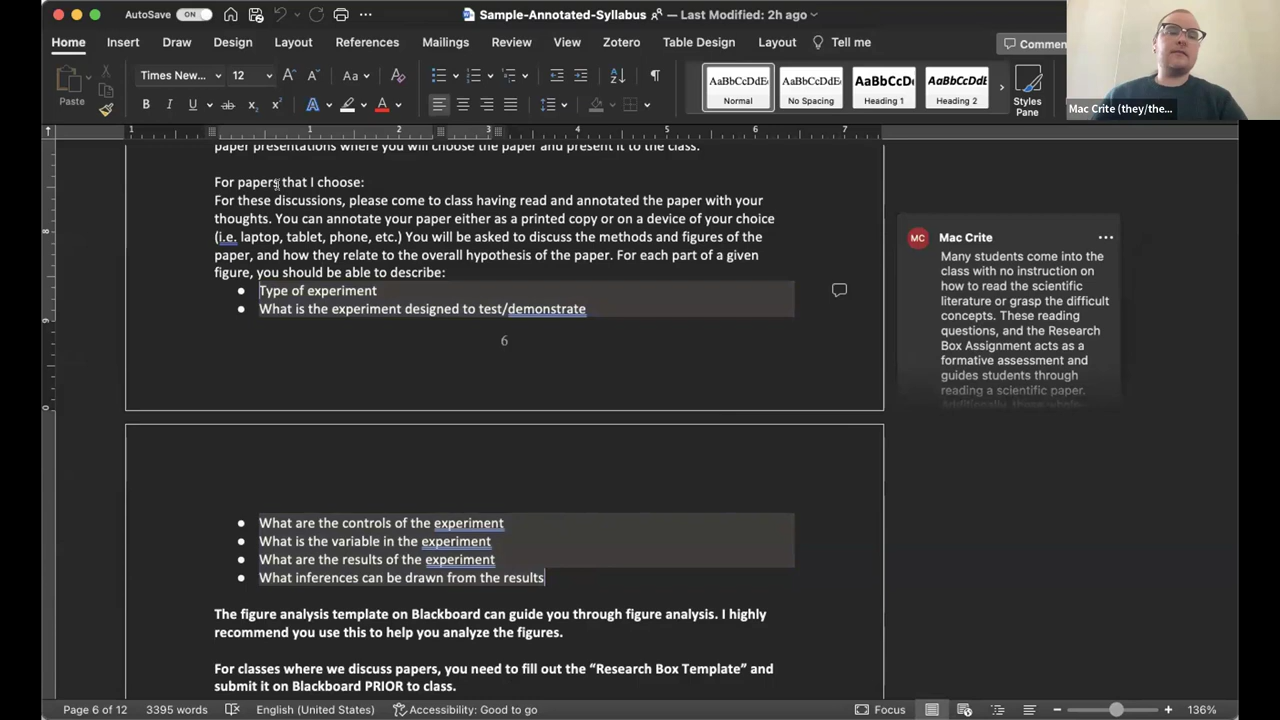 AutoSave ON Sample-Annotated-Syllabus — Last Modified: 2h ago
Home Insert Draw Design Layout References Mailings Review View Zotero Table Design Layout Tell me Commen
Paste Times New... 12 Aa AaBbCcDdE AaBbCcDdE AaBbCcD AaBbCcDdE
Normal No Spacing Heading 1 Heading 2 Styles Pane
Mac Crite (they/the...
1 1 2 3 4 5 6 7
paper presentations where you will choose the paper and present it to the class.
For papers that I choose:
For these discussions, please come to class having read and annotated the paper with your
thoughts. You can annotate your paper either as a printed copy or on a device of your choice
(i.e. laptop, tablet, phone, etc.) You will be asked to discuss the methods and figures of the
paper, and how they relate to the overall hypothesis of the paper. For each part of a given
figure, you should be able to describe:
● Type of experiment
● What is the experiment designed to test/demonstrate
6
MC Mac Crite
Many students come into the
class with no instruction on
how to read the scientific
literature or grasp the difficult
concepts. These reading
questions, and the Research
Box Assignment acts as a
formative assessment and
guides students through
reading a scientific paper.
● What are the controls of the experiment
● What is the variable in the experiment
● What are the results of the experiment
● What inferences can be drawn from the results
The figure analysis template on Blackboard can guide you through figure analysis. I highly
recommend you use this to help you analyze the figures.
For classes where we discuss papers, you need to fill out the “Research Box Template” and
submit it on Blackboard PRIOR to class.
Page 6 of 12 3395 words English (United States) Accessibility: Good to go Focus 136%